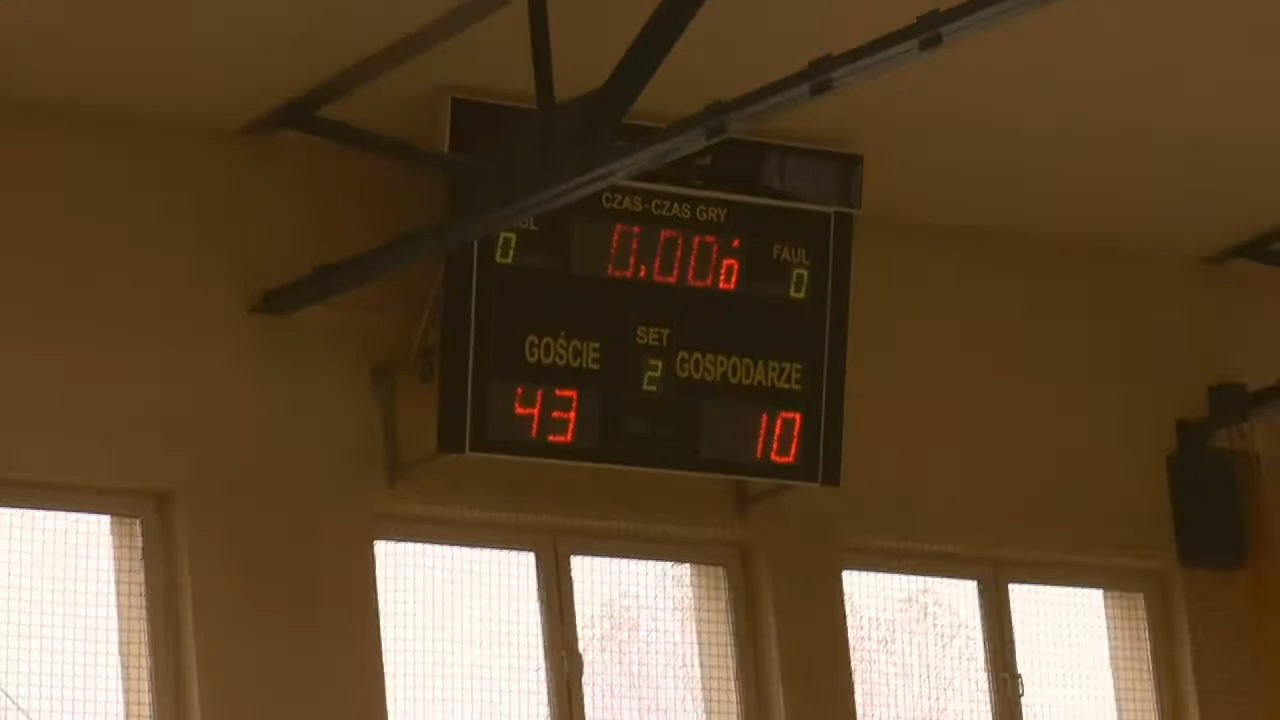 CZAS-CZAS GRY
0 0.00 0 FAUL 0
SET
GOŚCIE 2 GOSPODARZE
43 10